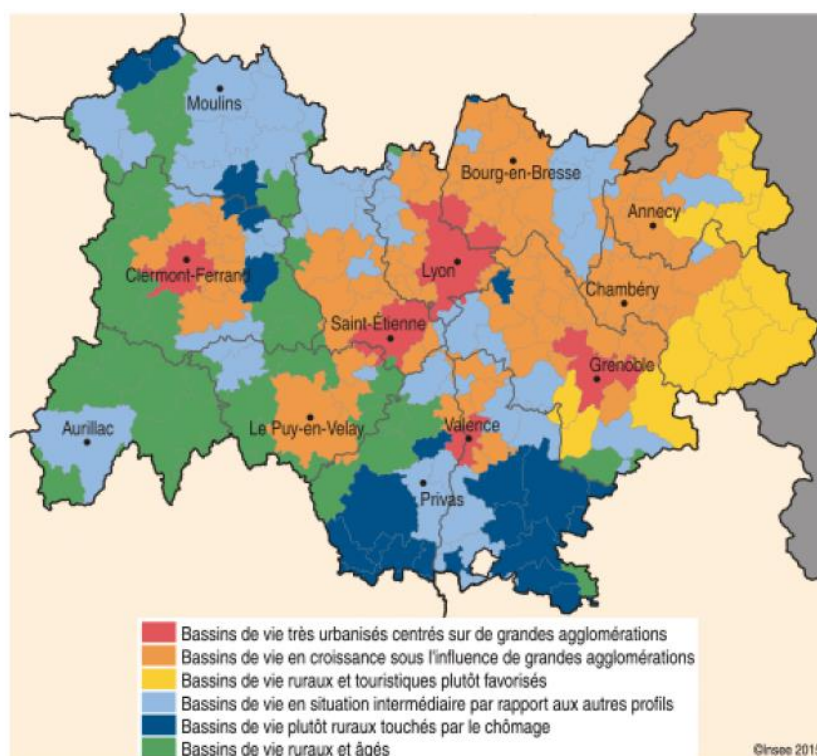 Moulins
Bourg-en-Bresse
Annecy
Clermont-Ferrand
Lyon
Chambéry
Saint-Étienne
Grenoble
Le Puy-en-Velay
Aurillac
Valence
Privas
Bassins de vie très urbanisés centrés sur de grandes agglomérations
Bassins de vie en croissance sous l'influence de grandes agglomérations
Bassins de vie ruraux et touristiques plutôt favorisés
Bassins de vie en situation intermédiaire par rapport aux autres profils
Bassins de vie plutôt ruraux touchés par le chômage
Bassins de vie ruraux et âgés
©Insee 2015